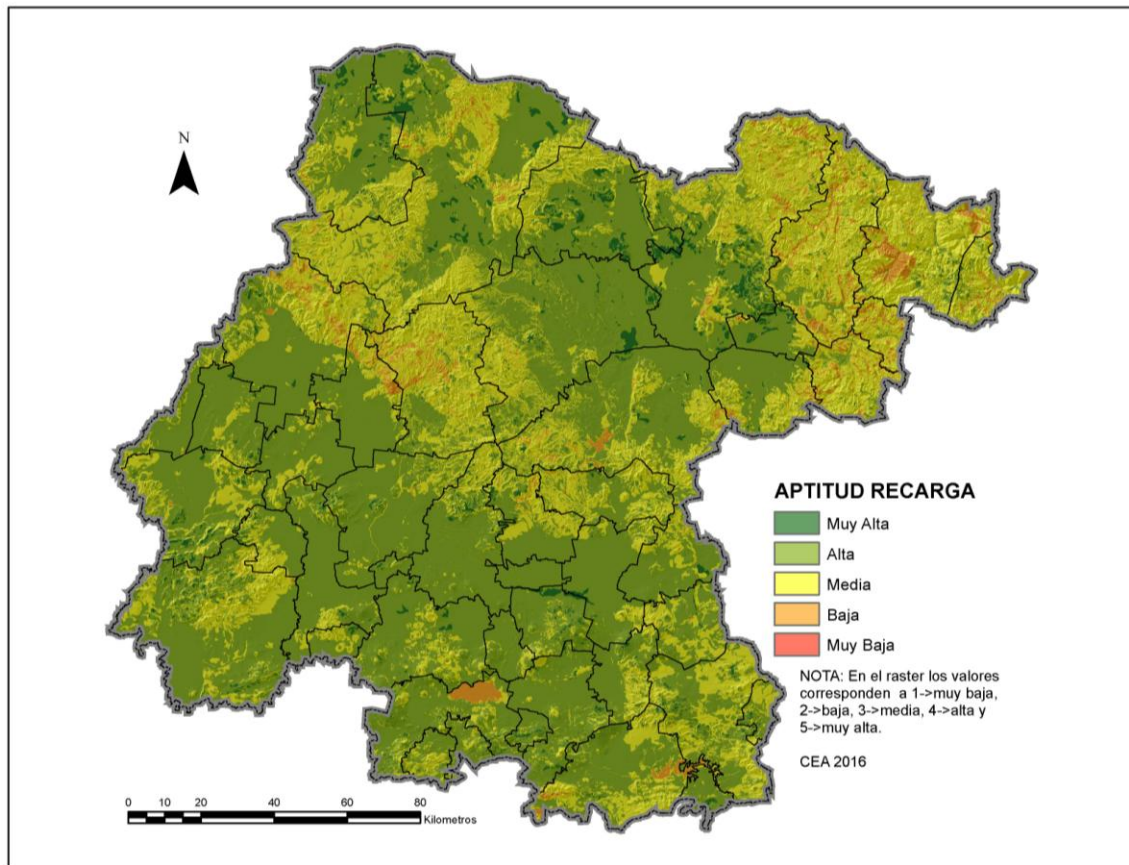 N
APTITUD RECARGA
Muy Alta
Alta
Media
Baja
Muy Baja
NOTA: En el raster los valores
corresponden a 1->muy baja,
2->baja, 3->media, 4->alta y
5->muy alta.
CEA 2016
0 10 20 40 60 80
Kilometros